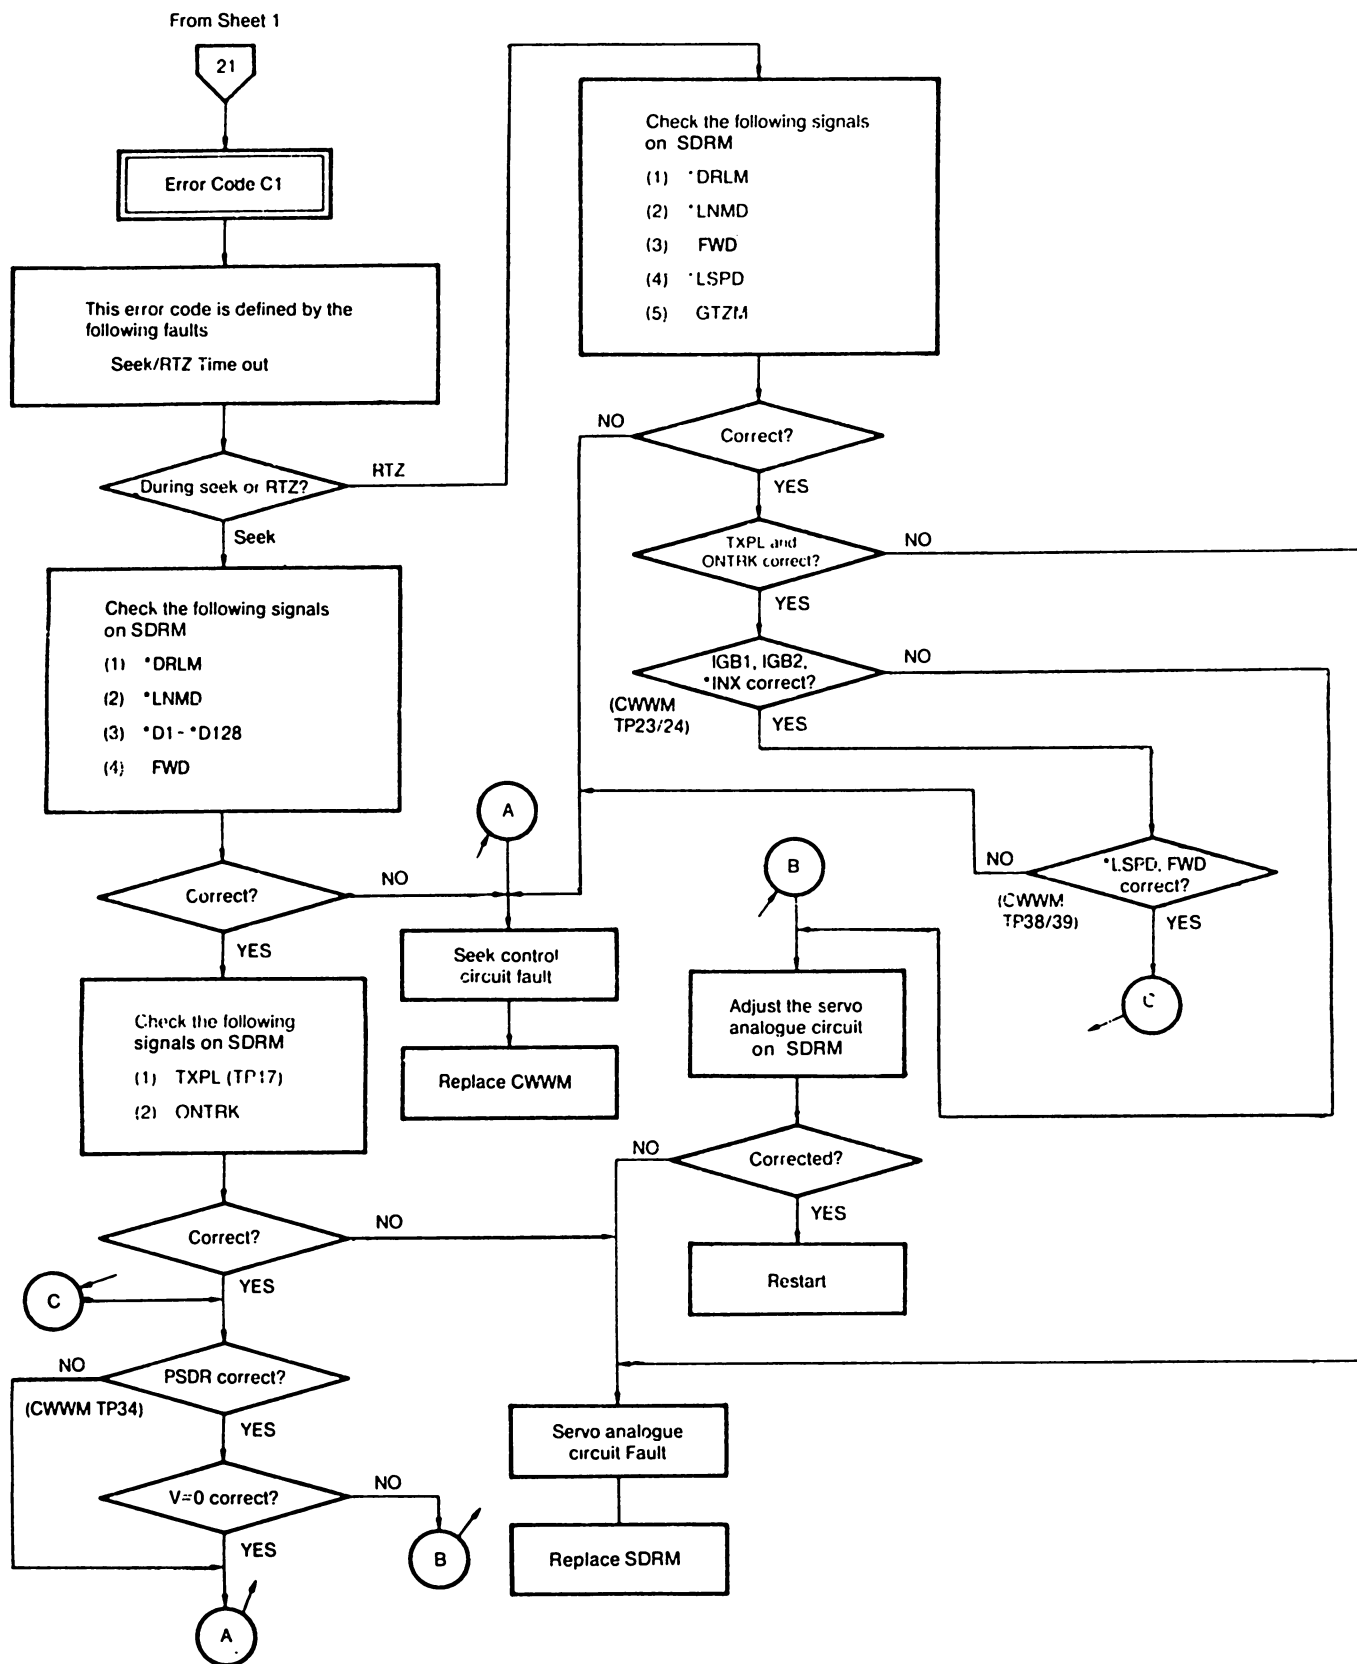 From Sheet 1
21
Error Code C1
This error code is defined by the
following faults
Seek/RTZ Time out
During seek or RTZ?
RTZ
Seek
Check the following signals
on SDRM
(1) *DRLM
(2) *LNMD
(3) *D1 - *D128
(4) FWD
Correct?
NO
YES
Check the following
signals on SDRM
(1) TXPL (TP17)
(2) ONTRK
Correct?
NO
YES
C
PSDR correct?
NO
(CWWM TP34)
YES
V=0 correct?
NO
YES
B
A
A
Seek control
circuit fault
Replace CWWM
Check the following signals
on SDRM
(1) *DRLM
(2) *LNMD
(3) FWD
(4) *LSPD
(5) GTZM
Correct?
NO
YES
TXPL and
ONTRK correct?
NO
YES
IGB1, IGB2,
*INX correct?
NO
(CWWM
TP23/24)
YES
*LSPD, FWD
correct?
NO
(CWWM
TP38/39)
YES
C
B
Adjust the servo
analogue circuit
on SDRM
Corrected?
NO
YES
Restart
Servo analogue
circuit Fault
Replace SDRM